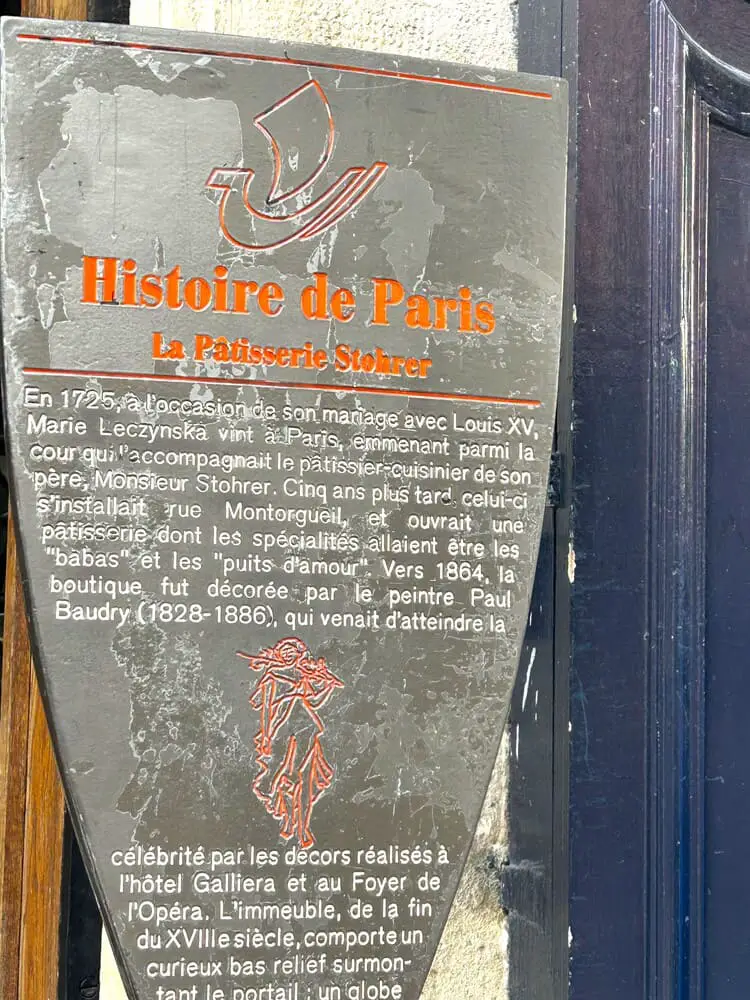 Histoire de Paris
La Pâtisserie Stohrer
En 1725, à l'occasion de son mariage avec Louis XV,
Marie Leczynska vint à Paris, emmenant parmi la
cour qui l'accompagnait le pâtissier-cuisinier de son
père, Monsieur Stohrer. Cinq ans plus tard, celui-ci
s'installait rue Montorgueil, et ouvrait une
pâtisserie dont les spécialités allaient être les
"babas" et les "puits d'amour". Vers 1864, la
boutique fut décorée par le peintre Paul
Baudry (1828-1886), qui venait d'atteindre la
célébrité par les décors réalisés à
l'hôtel Galliera et au Foyer de
l'Opéra. L'immeuble, de la fin
du XVIIIe siècle, comporte un
curieux bas relief surmon-
tant le portail : un globe